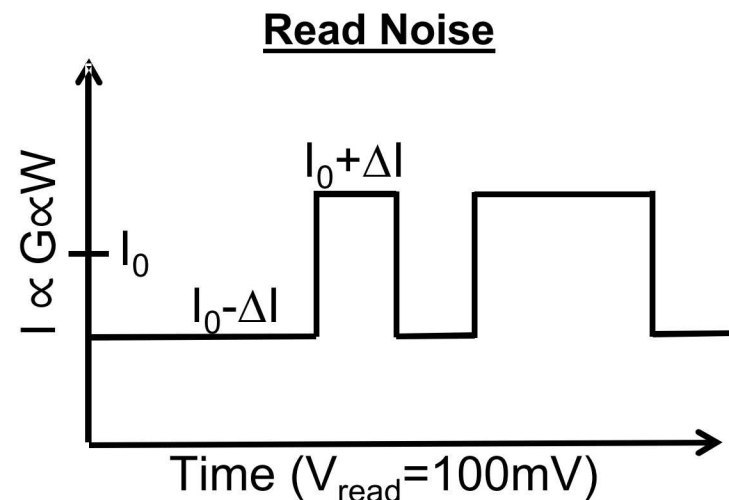 Read Noise
I ∝ G∝W
I₀+ΔI
I₀
I₀-ΔI
Time (Vread=100mV)